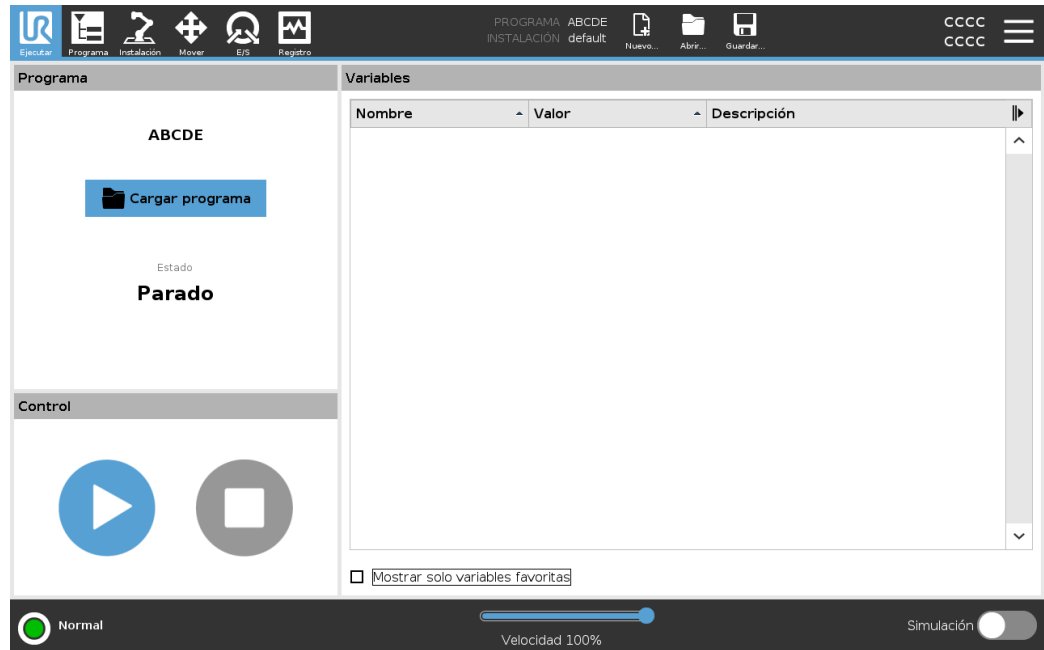 UR
Ejecutar
Programa
Instalación
Mover
E/S
Registro
PROGRAMA ABCDE
INSTALACIÓN default
Nuevo...
Abrir...
Guardar...
CCCC
CCCC
Programa
ABCDE
Cargar programa
Estado
Parado
Control
Variables
Nombre Valor Descripción
Mostrar solo variables favoritas
Normal
Velocidad 100%
Simulación